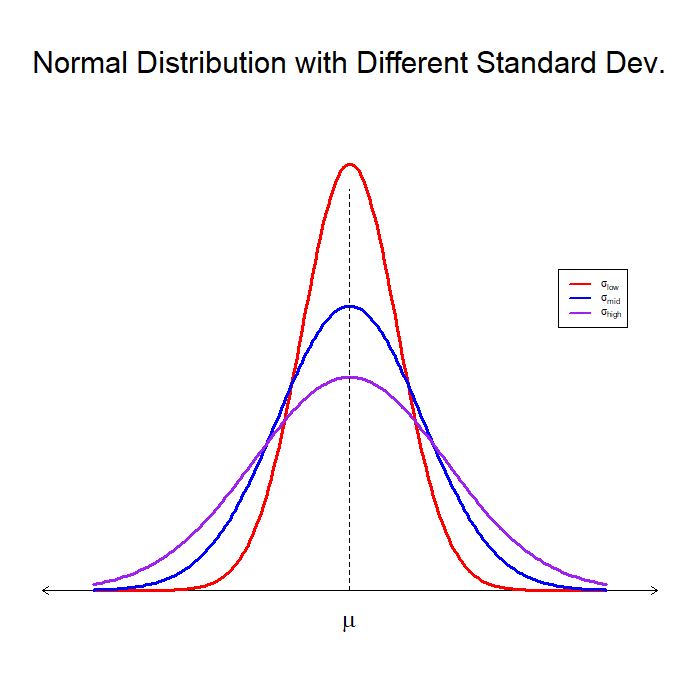 Normal Distribution with Different Standard Dev.
σlow
σmid
σhigh
μ